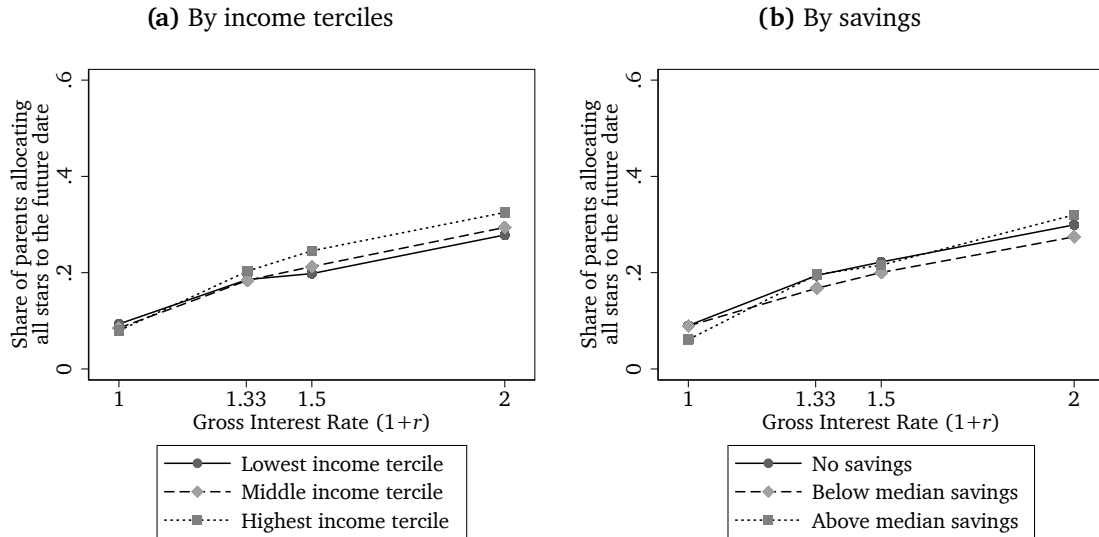 (a) By income terciles
Share of parents allocating
all stars to the future date
.6
.4
.2
0
1 1.33 1.5 2
Gross Interest Rate (1+r)
Lowest income tercile
Middle income tercile
Highest income tercile
(b) By savings
Share of parents allocating
all stars to the future date
.6
.4
.2
0
1 1.33 1.5 2
Gross Interest Rate (1+r)
No savings
Below median savings
Above median savings